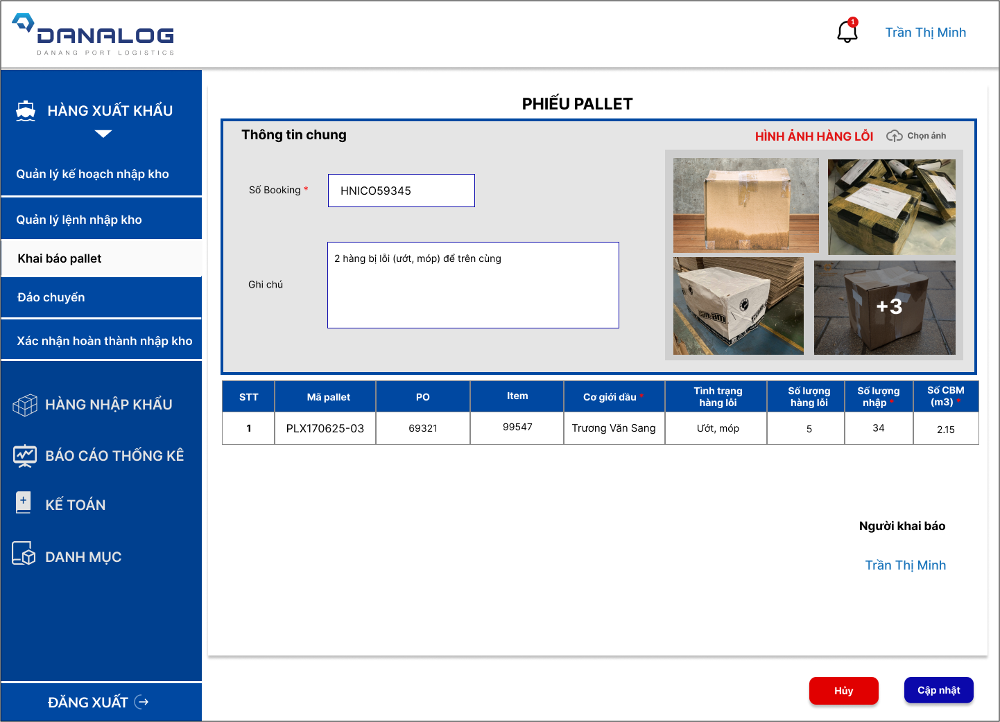 DANALOG
DANANG PORT LOGISTICS
1
Trần Thị Minh
HÀNG XUẤT KHẨU
Quản lý kế hoạch nhập kho
Quản lý lệnh nhập kho
Khai báo pallet
Đảo chuyển
Xác nhận hoàn thành nhập kho
HÀNG NHẬP KHẨU
BÁO CÁO THỐNG KÊ
KẾ TOÁN
DANH MỤC
ĐĂNG XUẤT
PHIẾU PALLET
Thông tin chung
HÌNH ẢNH HÀNG LỖI
Chọn ảnh
Số Booking *
HNICO59345
Ghi chú
2 hàng bị lỗi (ướt, móp) để trên cùng
can-am
+3
STT Mã pallet PO Item Cơ giới dầu * Tình trạng hàng lỗi Số lượng hàng lỗi Số lượng nhập * Số CBM (m3) *
1 PLX170625-03 69321 99547 Trương Văn Sang Ướt, móp 5 34 2.15
Người khai báo
Trần Thị Minh
Hủy
Cập nhật